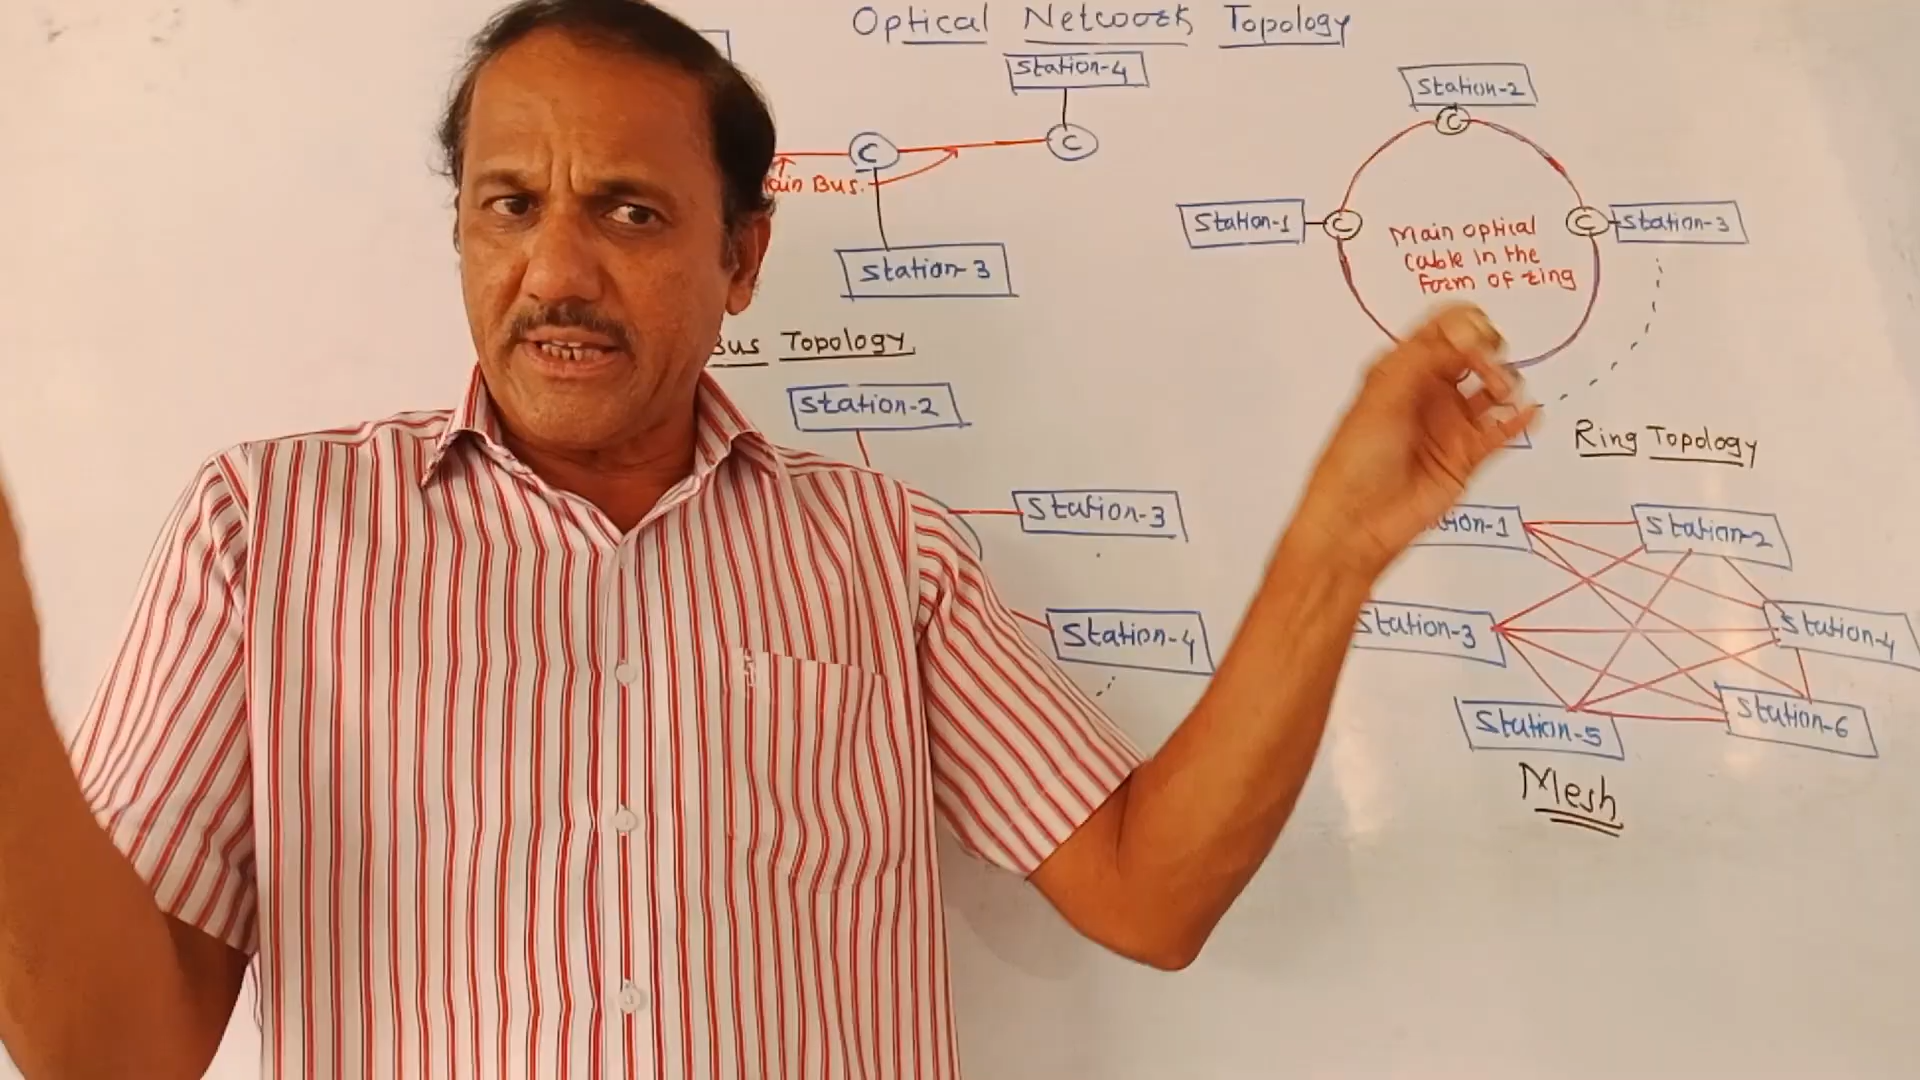 Optical Network Topology
Station-4
C
C
Main Bus.
Station-3
Bus Topology
Station-2
Station-3
Station-4
Station-2
C
Station-1
C
C
Station-3
Main optical
cable in the
form of ring
Ring Topology
Station-1
Station-2
Station-3
Station-4
Station-5
Station-6
Mesh